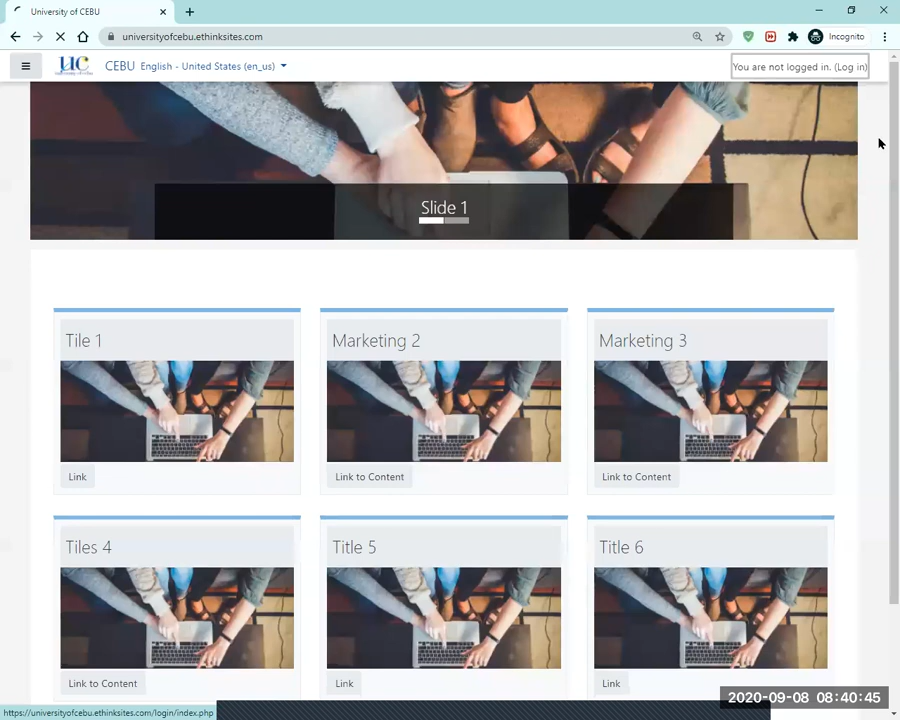 University of CEBU
universityofcebu.ethinksites.com
Incognito
UC
CEBU English - United States (en_us)
You are not logged in. (Log in)
Slide 1
Tile 1
Marketing 2
Marketing 3
Link
Link to Content
Link to Content
Tiles 4
Title 5
Title 6
Link to Content
Link
Link
2020-09-08 08:40:45
https://universityofcebu.ethinksites.com/login/index.php